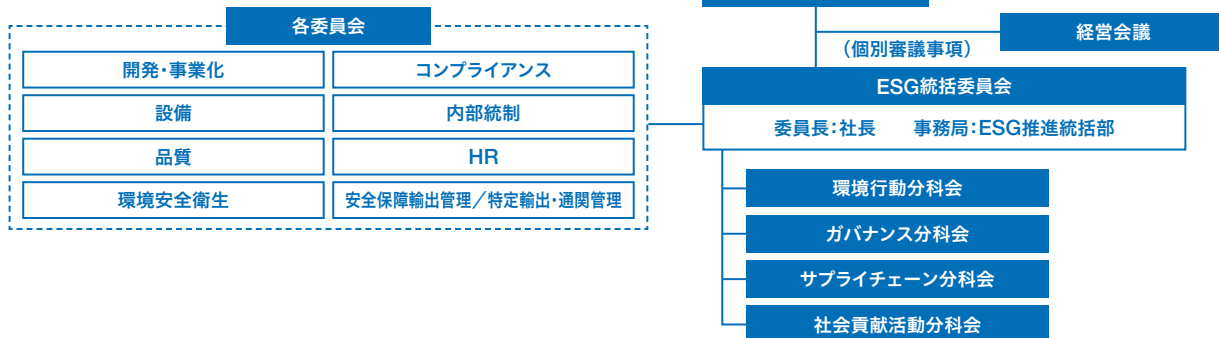 各委員会
開発・事業化
コンプライアンス
設備
内部統制
品質
HR
環境安全衛生
安全保障輸出管理／特定輸出・通関管理
経営会議
（個別審議事項）
ESG統括委員会
委員長：社長　事務局：ESG推進統括部
環境行動分科会
ガバナンス分科会
サプライチェーン分科会
社会貢献活動分科会